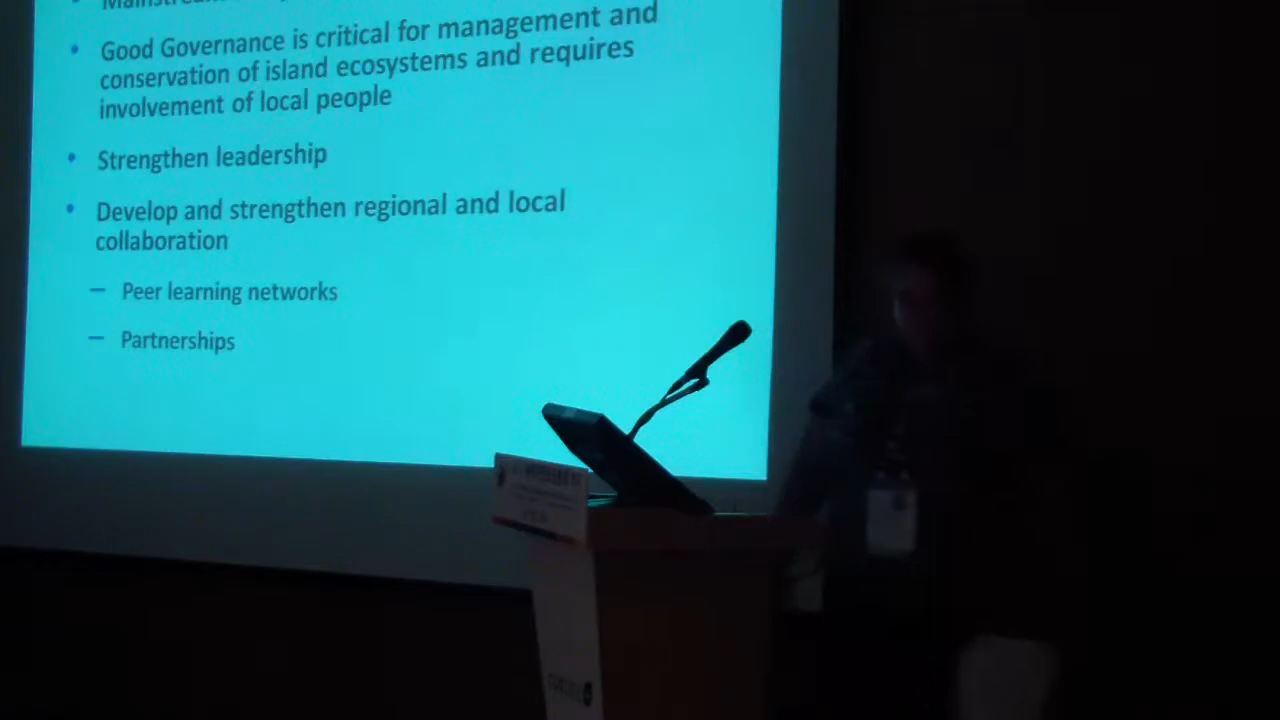 Good Governance is critical for management and
conservation of island ecosystems and requires
involvement of local people
Strengthen leadership
Develop and strengthen regional and local
collaboration
– Peer learning networks
– Partnerships